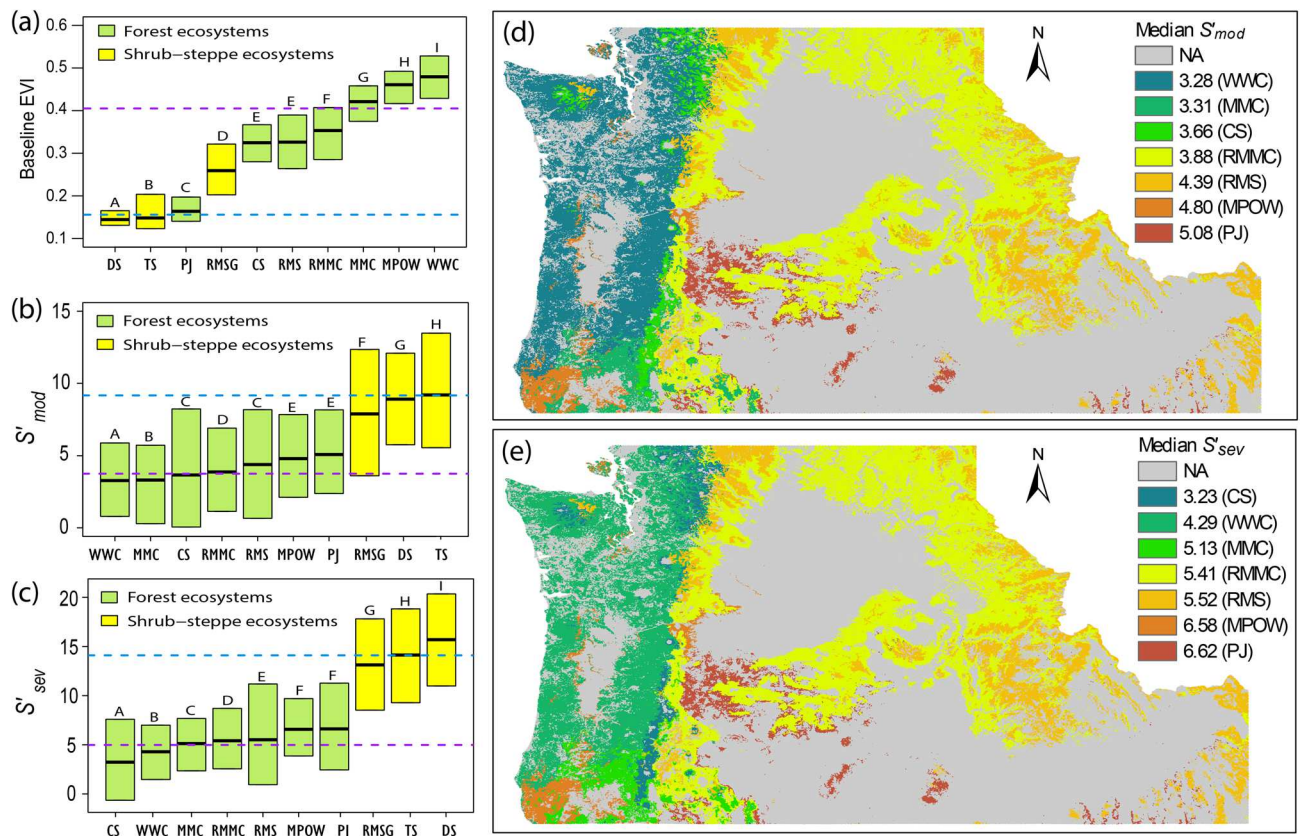 (a)
0.6
0.5
0.4
0.3
0.2
0.1
Baseline EVI
Forest ecosystems
Shrub−steppe ecosystems
A B C D E E F G H I
DS TS PJ RMSG CS RMS RMMC MMC MPOW WWC
(b)
15
10
5
0
S′mod
Forest ecosystems
Shrub−steppe ecosystems
A B C D C E E F G H
WWC MMC CS RMMC RMS MPOW PJ RMSG DS TS
(c)
20
15
10
5
0
S′sev
Forest ecosystems
Shrub−steppe ecosystems
A B C D E F F G H I
CS WWC MMC RMMC RMS MPOW PJ RMSG TS DS
(d)
N
Median S′mod
NA
3.28 (WWC)
3.31 (MMC)
3.66 (CS)
3.88 (RMMC)
4.39 (RMS)
4.80 (MPOW)
5.08 (PJ)
(e)
N
Median S′sev
NA
3.23 (CS)
4.29 (WWC)
5.13 (MMC)
5.41 (RMMC)
5.52 (RMS)
6.58 (MPOW)
6.62 (PJ)